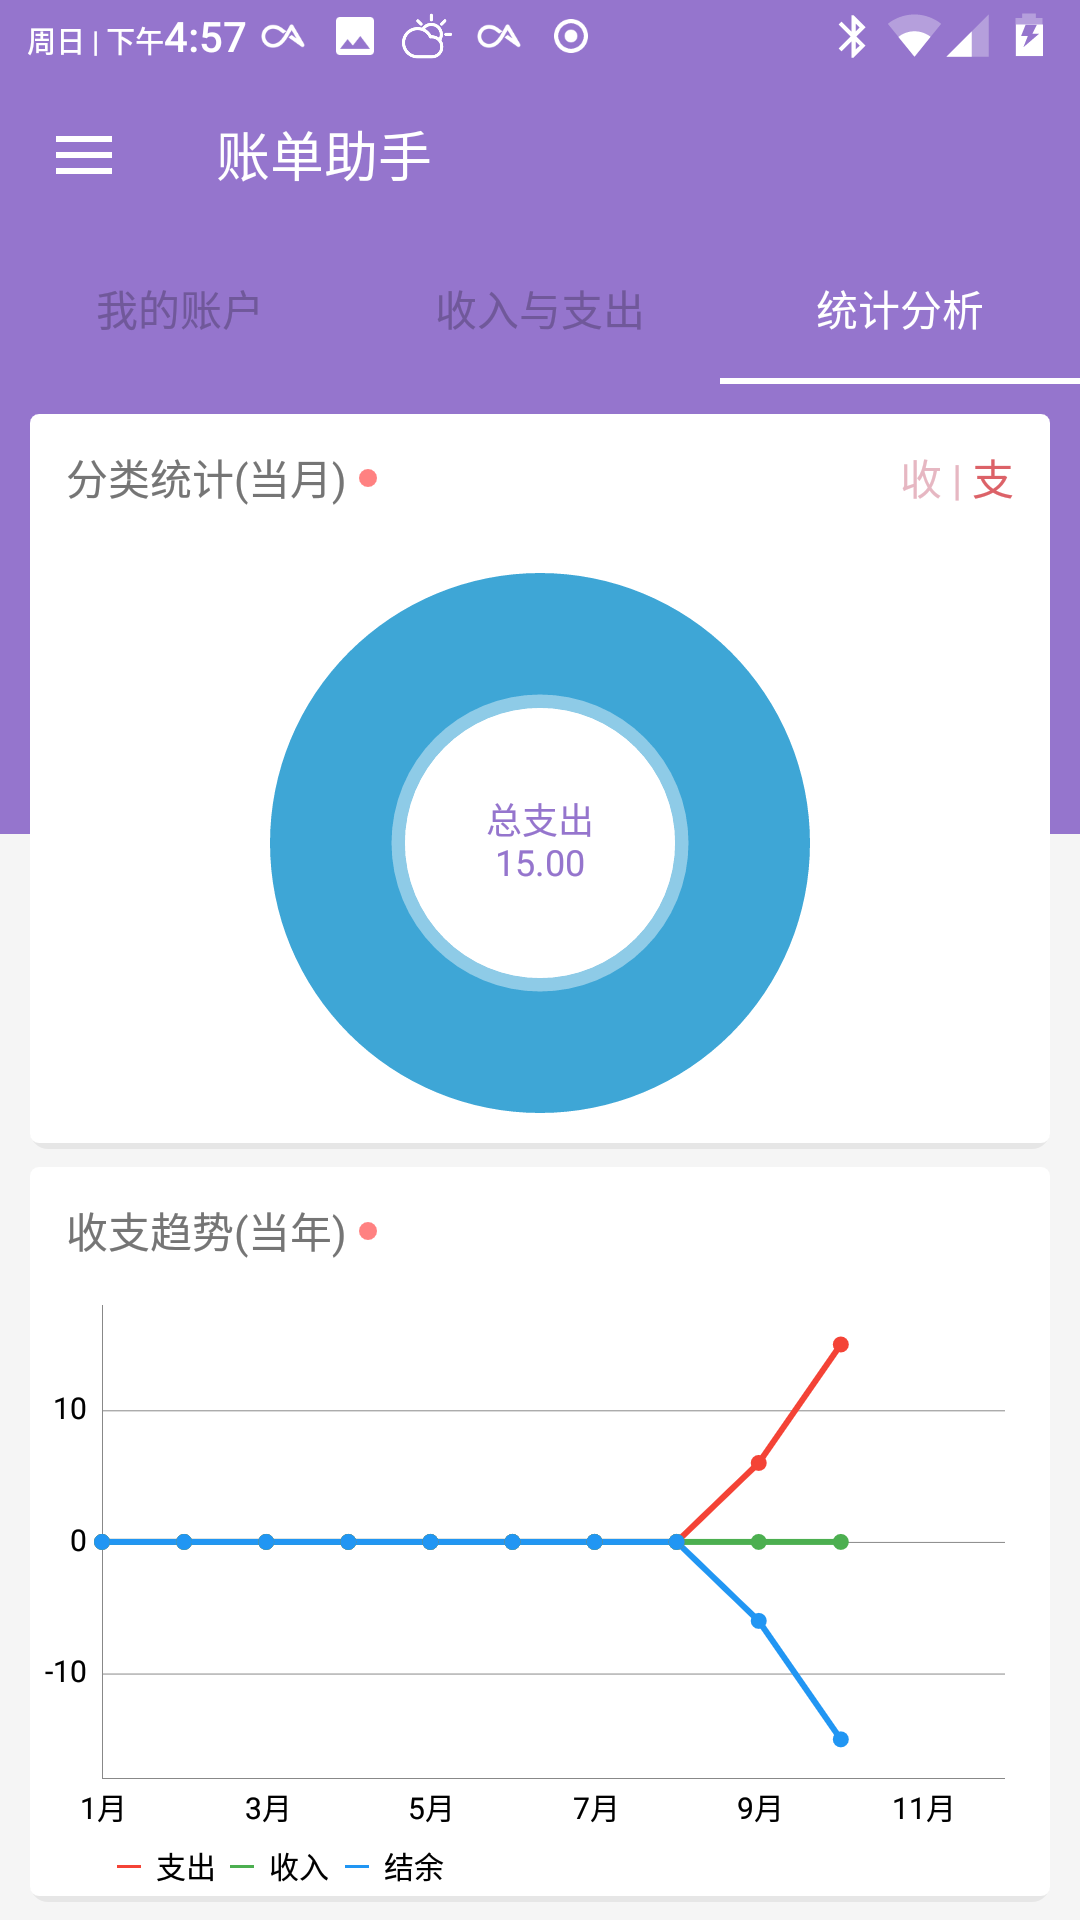 周日 | 下午4:57
账单助手
我的账户 收入与支出 统计分析
分类统计(当月) 收 | 支
总支出
15.00
收支趋势(当年)
10
0
-10
1月 3月 5月 7月 9月 11月
支出 收入 结余